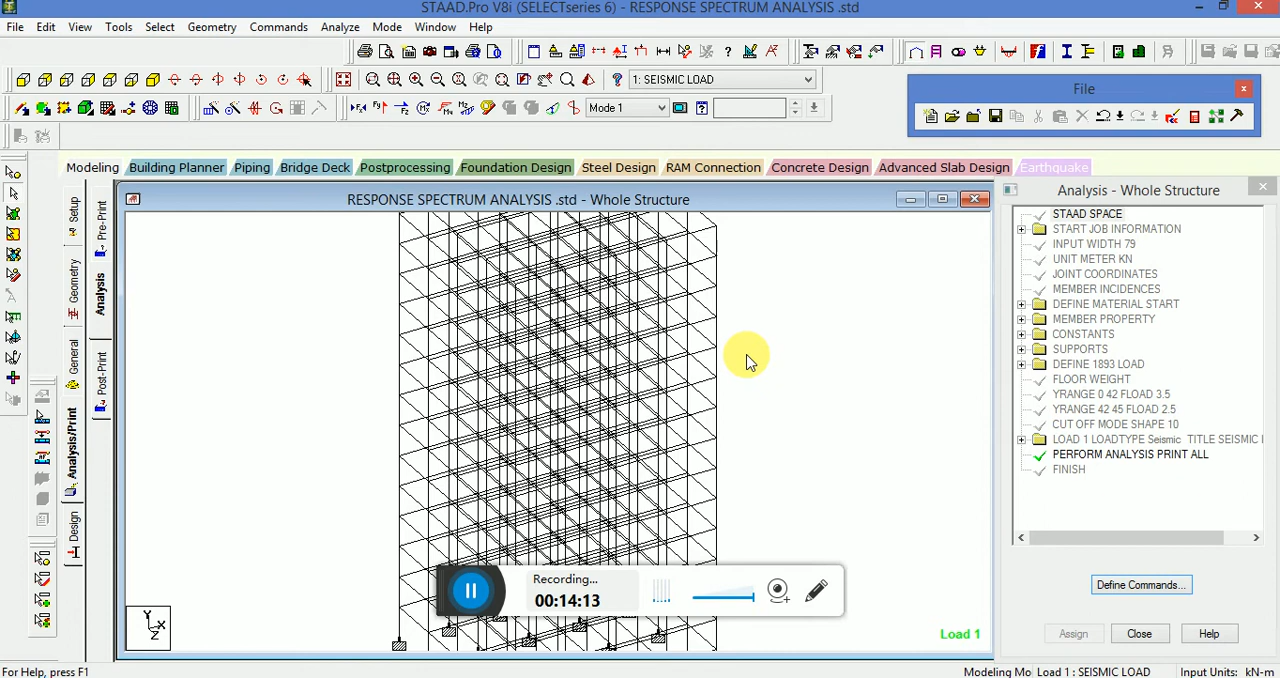 STAAD.Pro V8i (SELECTseries 6) - RESPONSE SPECTRUM ANALYSIS .std
File Edit View Tools Select Geometry Commands Analyze Mode Window Help
1: SEISMIC LOAD
File
Mode 1
Modeling Building Planner Piping Bridge Deck Postprocessing Foundation Design Steel Design RAM Connection Concrete Design Advanced Slab Design Earthquake
RESPONSE SPECTRUM ANALYSIS .std - Whole Structure
Analysis - Whole Structure
Setup
Geometry
General
Analysis/Print
Design
Pre-Print
Analysis
Post-Print
STAAD SPACE
START JOB INFORMATION
INPUT WIDTH 79
UNIT METER KN
JOINT COORDINATES
MEMBER INCIDENCES
DEFINE MATERIAL START
MEMBER PROPERTY
CONSTANTS
SUPPORTS
DEFINE 1893 LOAD
FLOOR WEIGHT
YRANGE 0 42 FLOAD 3.5
YRANGE 42 45 FLOAD 2.5
CUT OFF MODE SHAPE 10
LOAD 1 LOADTYPE Seismic TITLE SEISMIC
PERFORM ANALYSIS PRINT ALL
FINISH
Define Commands...
Assign Close Help
Recording...
00:14:13
Y
X
Z
Load 1
For Help, press F1
Modeling Mo Load 1 : SEISMIC LOAD Input Units: kN-m